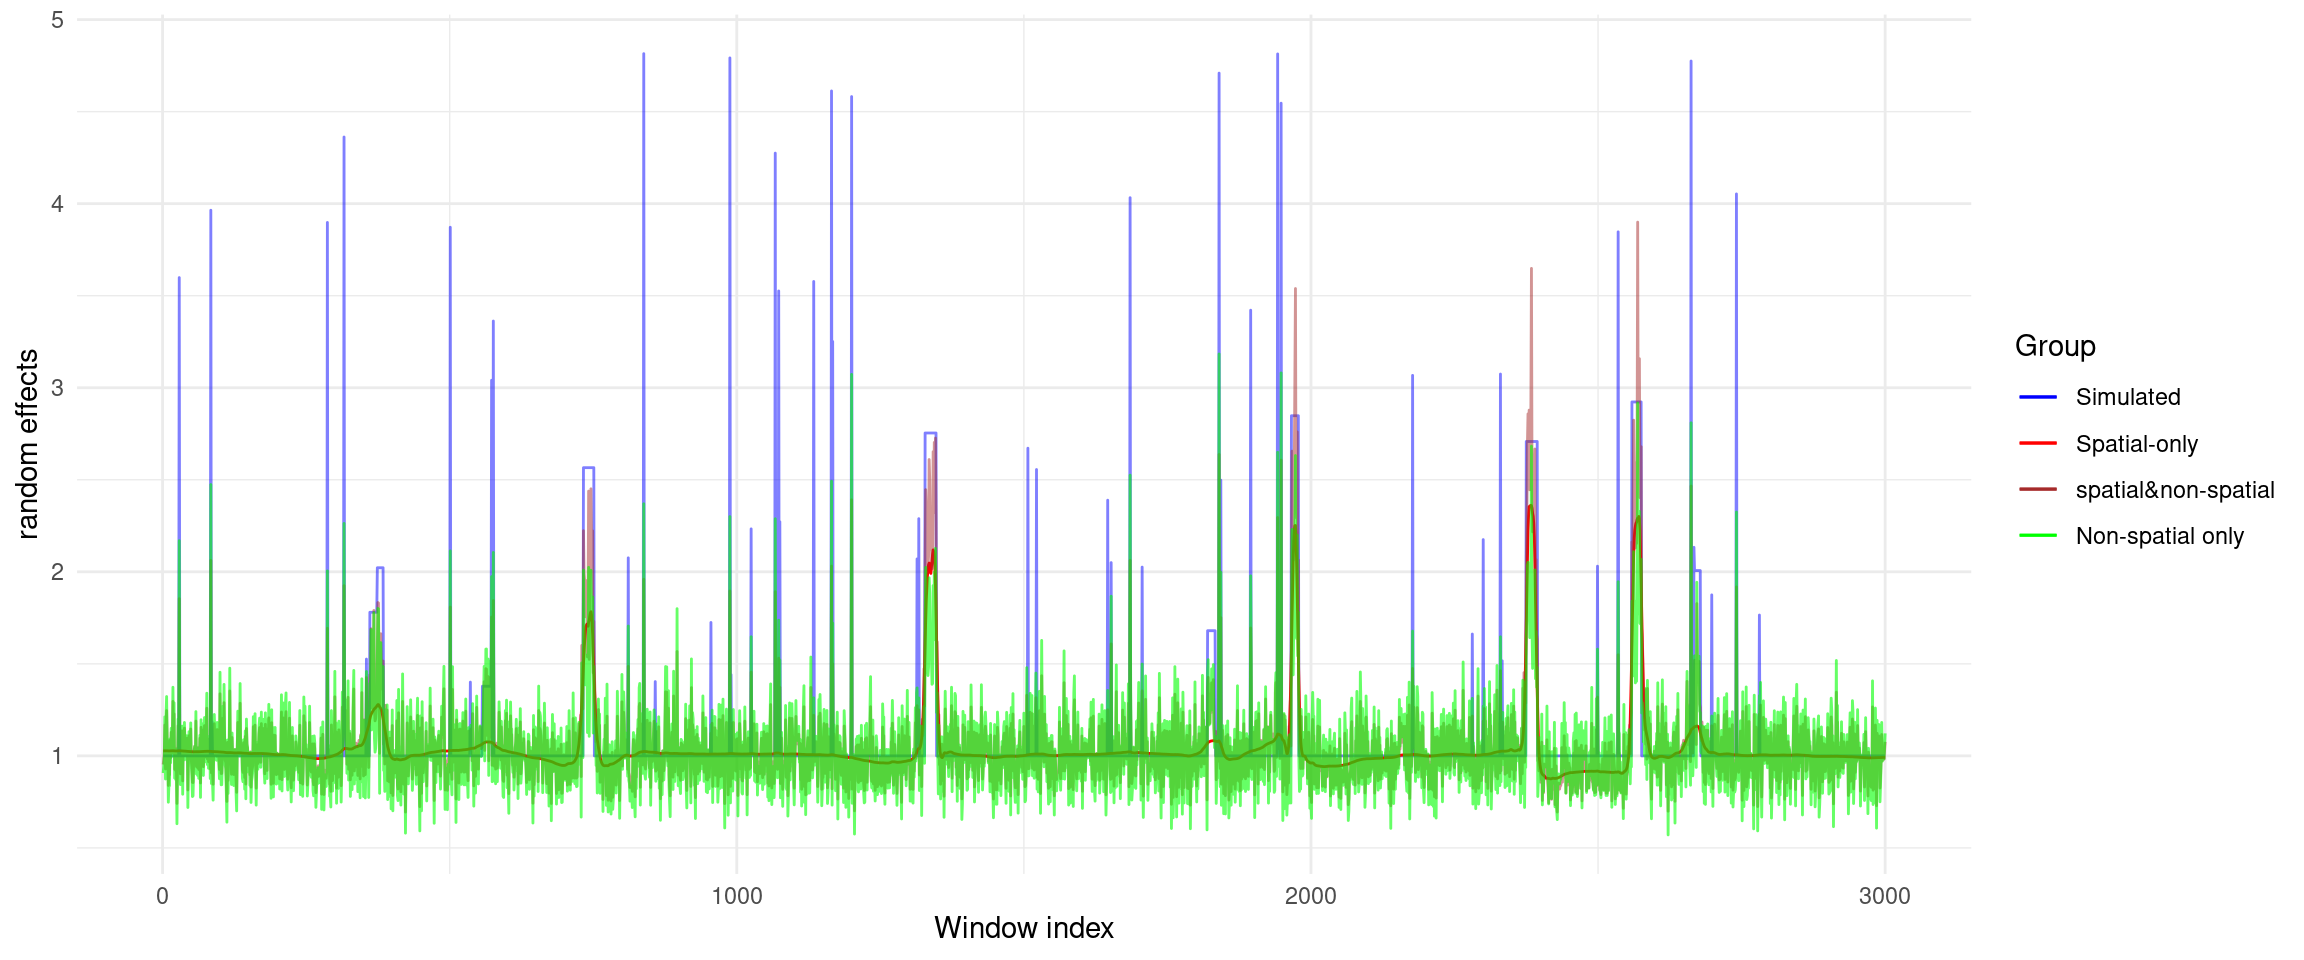 5
4
3
2
1
random effects
0
1000
2000
3000
Window index
Group
Simulated
Spatial-only
spatial&non-spatial
Non-spatial only